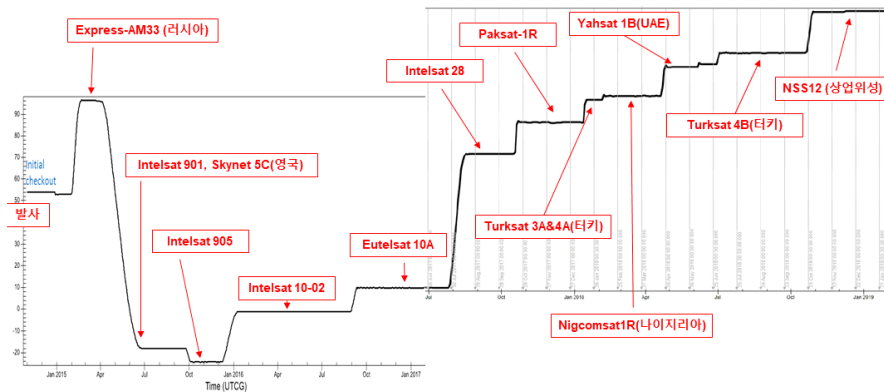 Express-AM33 (러시아)
Yahsat 1B(UAE)
Paksat-1R
Intelsat 28
NSS12 (상업위성)
Turksat 4B(터키)
Initial
checkout
발사
Intelsat 901, Skynet 5C(영국)
Intelsat 905
Eutelsat 10A
Turksat 3A&4A(터키)
Intelsat 10-02
Nigcomsat1R(나이지리아)
90
80
70
60
50
30
20
10
0
-10
-20
Jan 2015
Apr
Jul
Oct
Jan 2016
Apr
Jul
Oct
Jan 2017
Time (UTCG)
Jul
Oct
Jan 2018
Apr
Jul
Oct
Jan 2019